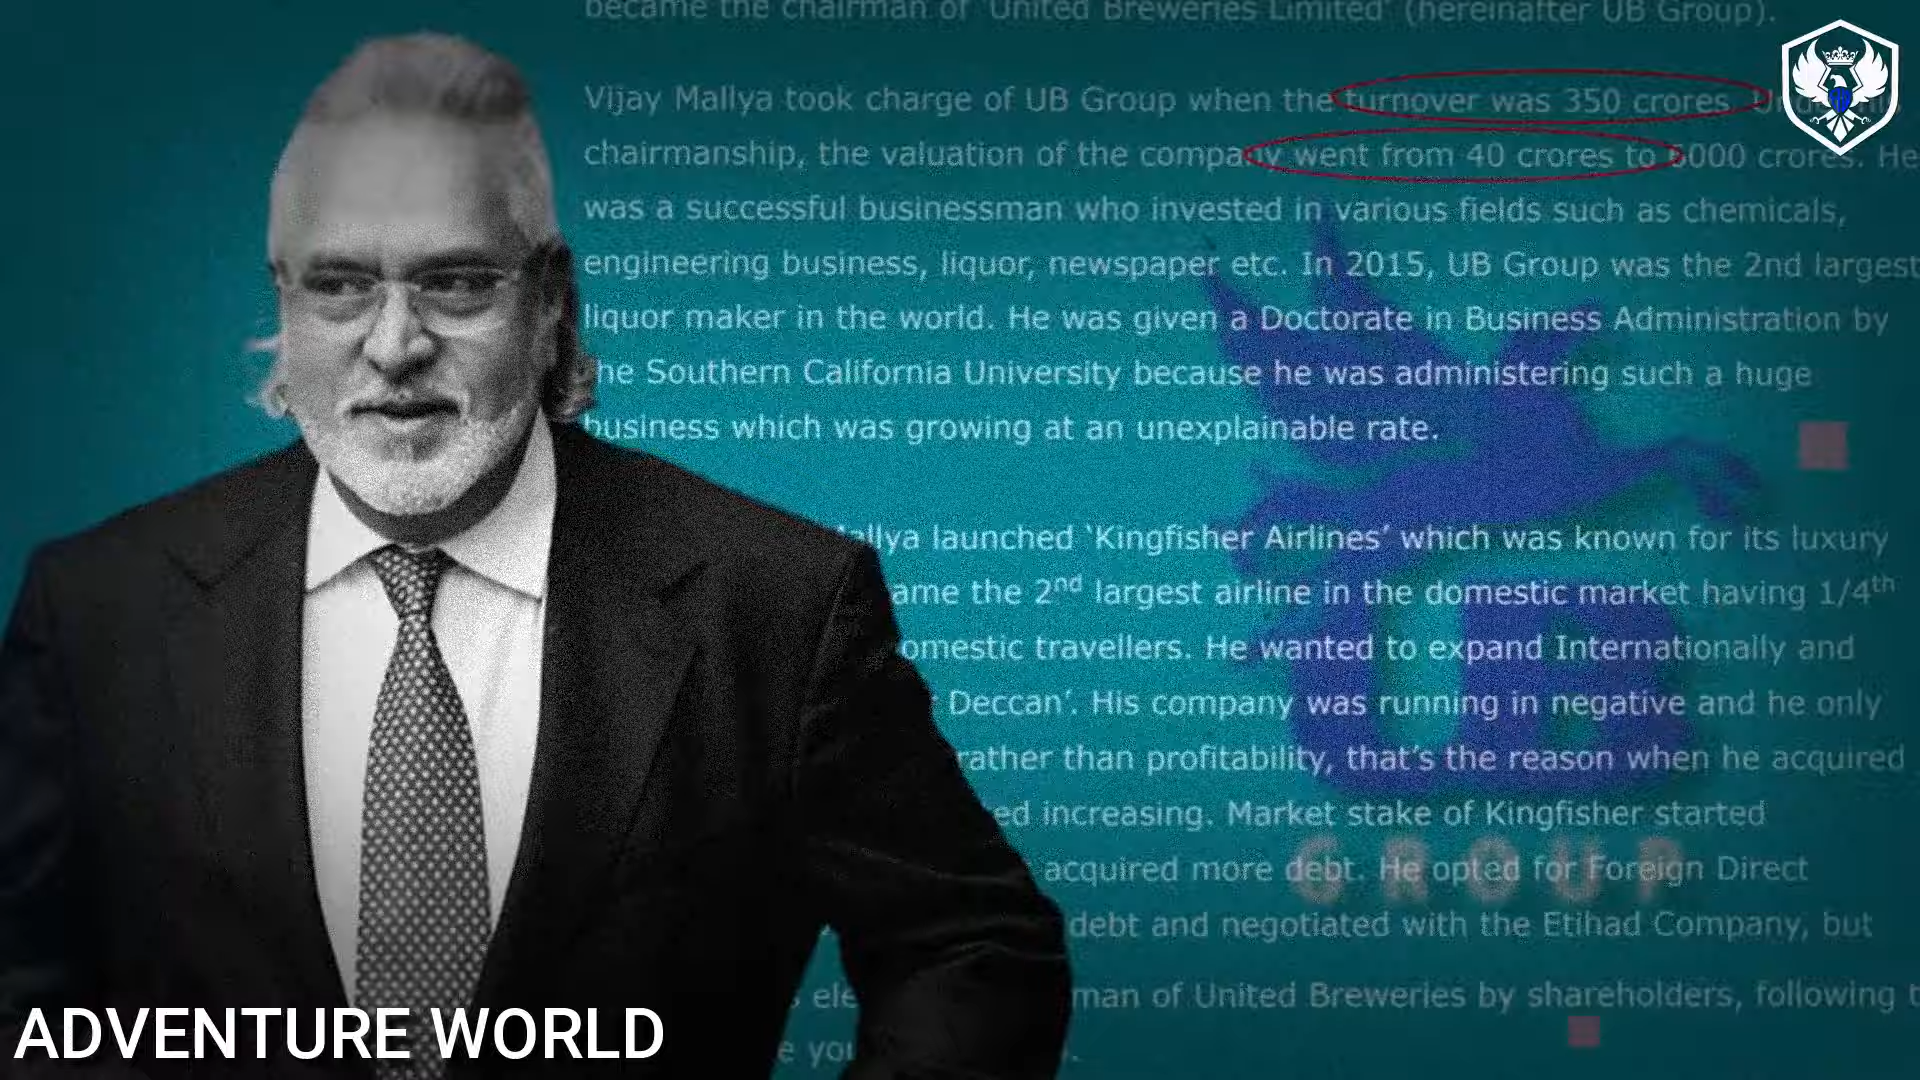 became the chairman of 'United Breweries Limited' (hereinafter UB Group).
Vijay Mallya took charge of UB Group when the turnover was 350 crores.
chairmanship, the valuation of the company went from 40 crores to 000 crores. He
was a successful businessman who invested in various fields such as chemicals,
engineering business, liquor, newspaper etc. In 2015, UB Group was the 2nd largest
liquor maker in the world. He was given a Doctorate in Business Administration by
the Southern California University because he was administering such a huge
business which was growing at an unexplainable rate.
Mallya launched ‘Kingfisher Airlines’ which was known for its luxury
ame the 2nd largest airline in the domestic market having 1/4th
omestic travellers. He wanted to expand Internationally and
Deccan’. His company was running in negative and he only
rather than profitability, that’s the reason when he acquired
ed increasing. Market stake of Kingfisher started
acquired more debt. He opted for Foreign Direct
debt and negotiated with the Etihad Company, but
man of United Breweries by shareholders, following
UB
GROUP
ADVENTURE WORLD